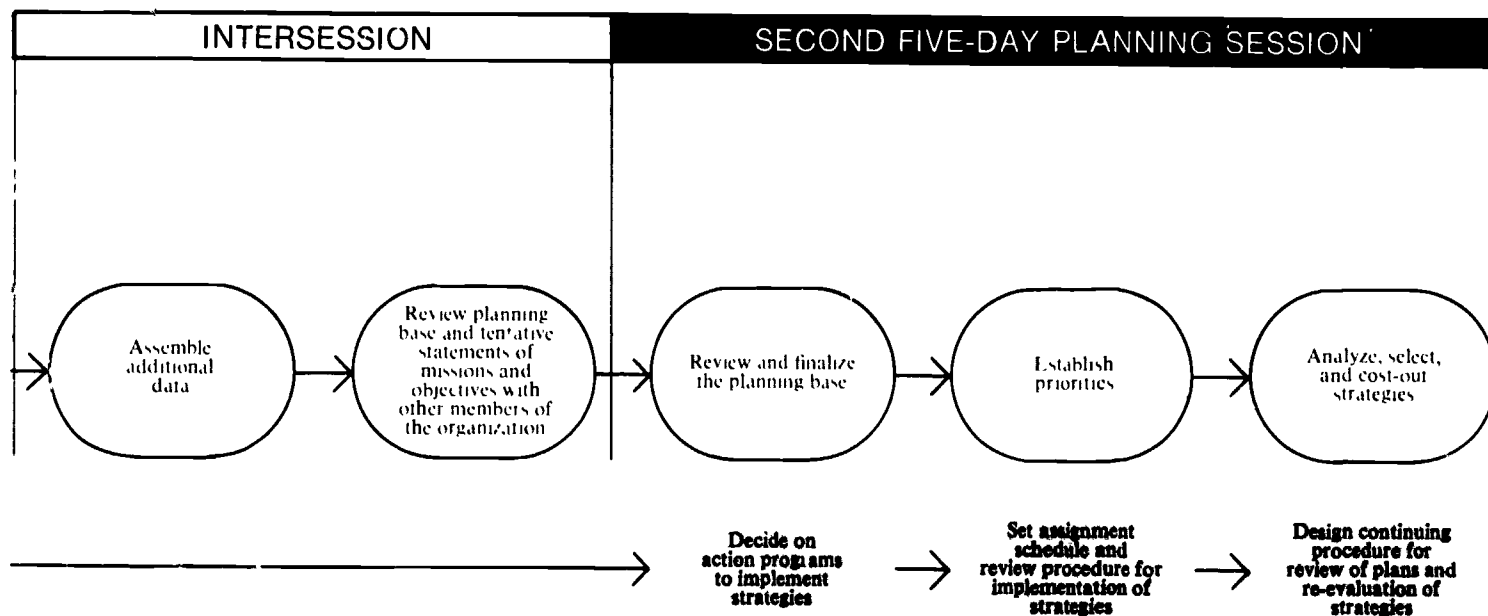 INTERSESSION
SECOND FIVE-DAY PLANNING SESSION
Assemble
additional
data
Review planning
base and tentative
statements of
missions and
objectives with
other members of
the organization
Review and finalize
the planning base
Establish
priorities
Analyze, select,
and cost-out
strategies
Decide on
action programs
to implement
strategies
Set assignment
schedule and
review procedure for
implementation of
strategies
Design continuing
procedure for
review of plans and
re-evaluation of
strategies